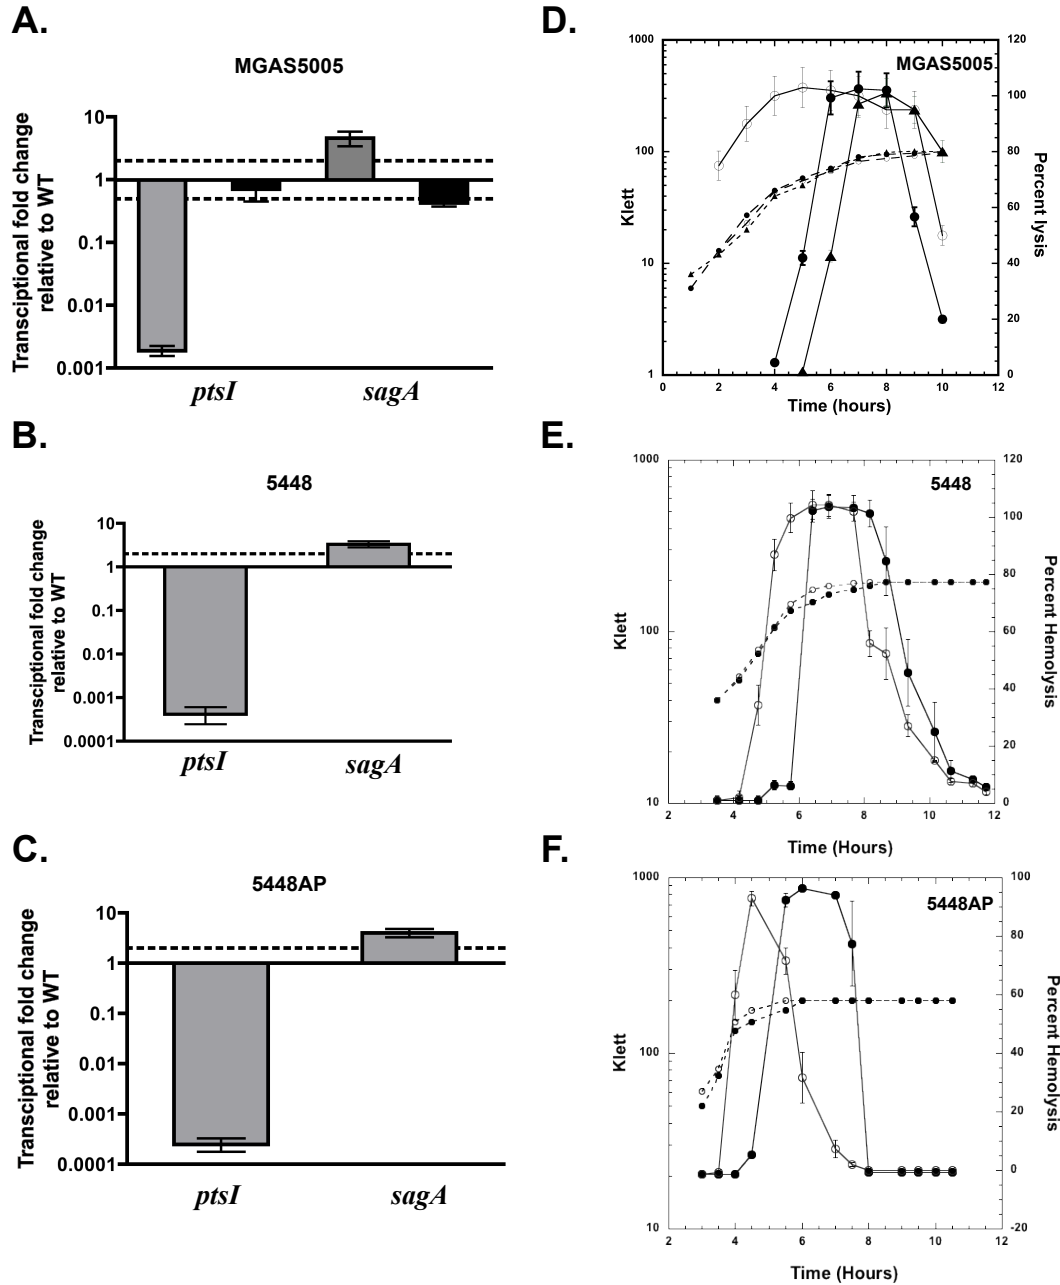 A.
MGAS5005
Transciptional fold change
relative to WT
10
1
0.1
0.01
0.001
ptsI sagA
B.
5448
Transcriptional fold change
relative to WT
10
1
0.1
0.01
0.001
0.0001
ptsI sagA
C.
5448AP
Transcriptional fold change
relative to WT
10
1
0.1
0.01
0.001
0.0001
ptsI sagA
D.
MGAS5005
Klett
1000
100
10
1
0 2 4 6 8 10 12
Time (hours)
120
100
80
60
40
20
0
Percent lysis
E.
5448
Klett
1000
100
10
2 4 6 8 10 12
Time (Hours)
120
100
80
60
40
20
0
Percent Hemolysis
F.
5448AP
Klett
1000
100
10
2 4 6 8 10 12
Time (Hours)
100
80
60
40
20
0
-20
Percent Hemolysis